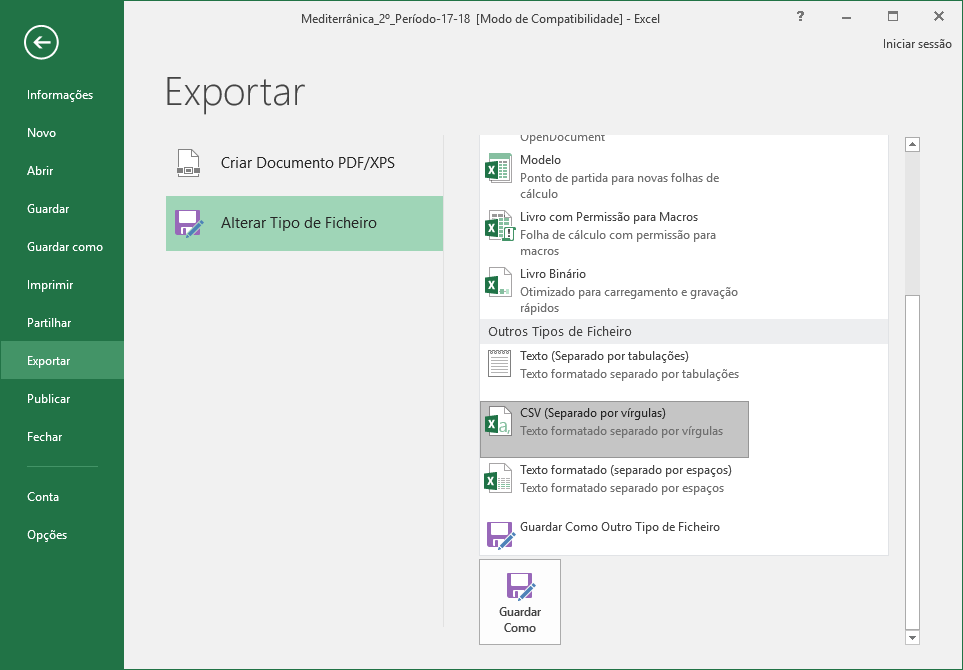 Mediterrânica_2º_Período-17-18 [Modo de Compatibilidade] - Excel
?
Iniciar sessão
Informações
Novo
Abrir
Guardar
Guardar como
Imprimir
Partilhar
Exportar
Publicar
Fechar
Conta
Opções
Exportar
Criar Documento PDF/XPS
Alterar Tipo de Ficheiro
OpenDocument
Modelo
Ponto de partida para novas folhas de
cálculo
Livro com Permissão para Macros
Folha de cálculo com permissão para
macros
Livro Binário
Otimizado para carregamento e gravação
rápidos
Outros Tipos de Ficheiro
Texto (Separado por tabulações)
Texto formatado separado por tabulações
CSV (Separado por vírgulas)
Texto formatado separado por vírgulas
Texto formatado (separado por espaços)
Texto formatado separado por espaços
Guardar Como Outro Tipo de Ficheiro
Guardar
Como